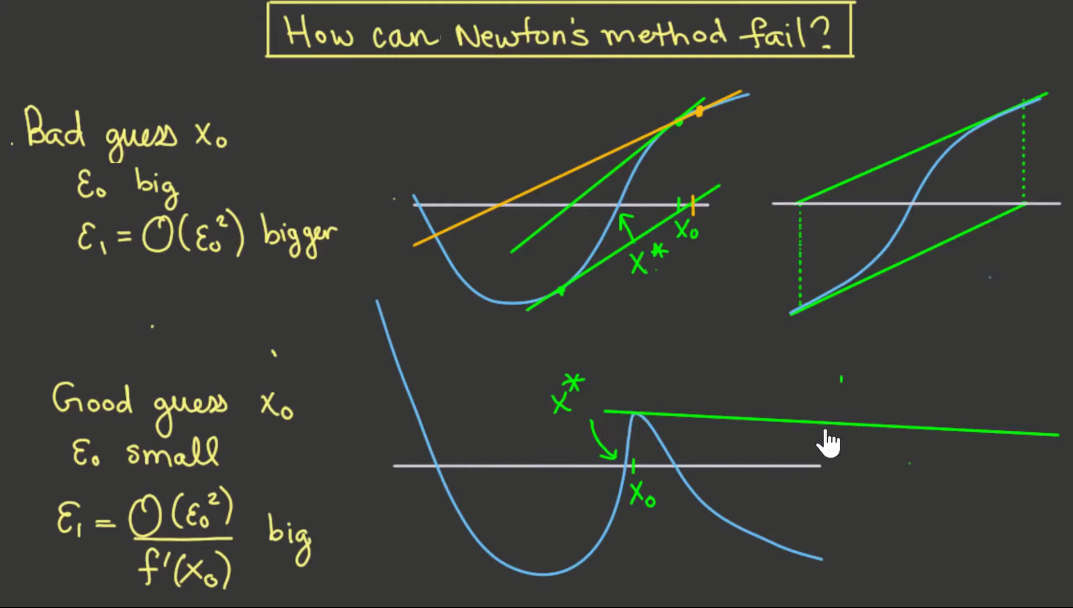 How can Newton's method fail?
Bad guess x₀
ε₀ big
ε₁ = O(ε₀²) bigger
x₀
x*
Good guess x₀
ε₀ small
ε₁ = O(ε₀²) / f'(x₀) big
x*
x₀